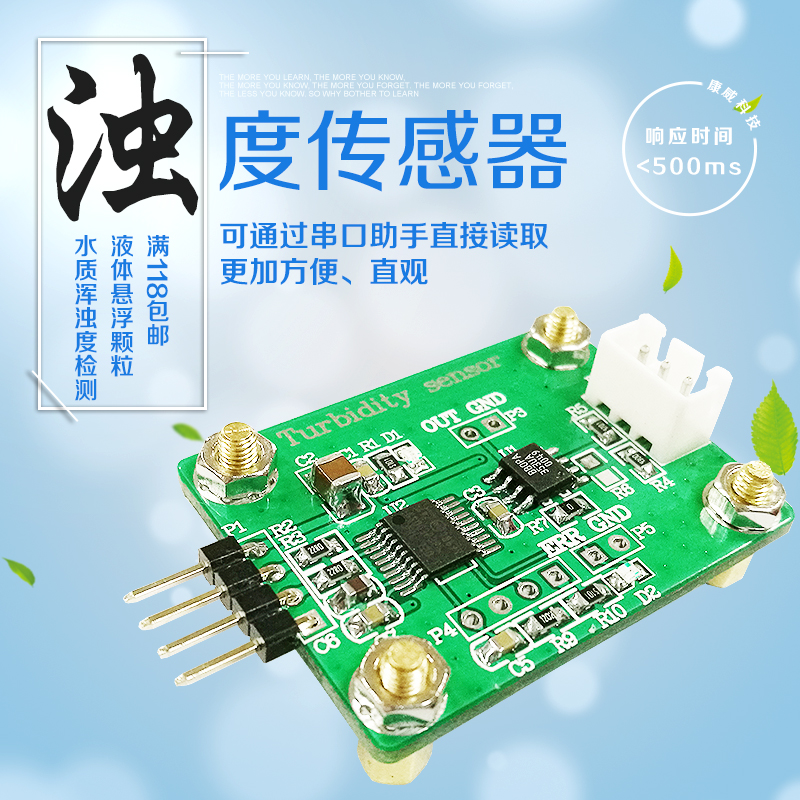 浊
度传感器
THE MORE YOU LEARN, THE MORE YOU KNOW.
THE MORE YOU KNOW, THE MORE YOU FORGET. THE MORE YOU FORGET,
THE LESS YOU KNOW. SO WHY BOTHER TO LEARN
康威科技
响应时间
<500ms
可通过串口助手直接读取
更加方便、直观
满118包邮
液体悬浮颗粒
水质浑浊度检测
Turbidity sensor
OUT GND
P3
C2
R1
D1
U1
R5
R4
R8
C3
R7
U2
P1
R2
R3
ERR GND
P5
P4
C5
R9
R10
D2
C6